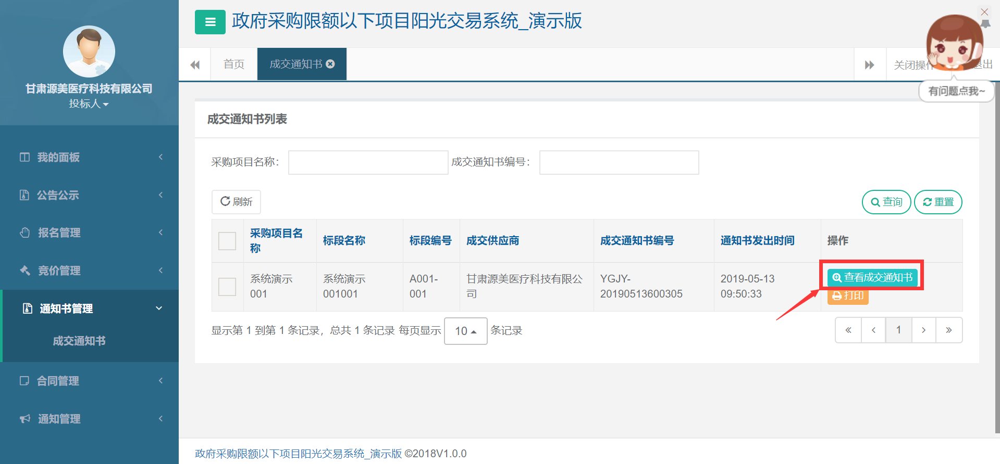 甘肃源美医疗科技有限公司
投标人
我的面板
公告公示
报名管理
竞价管理
通知书管理
成交通知书
合同管理
通知管理
政府采购限额以下项目阳光交易系统_演示版
首页
成交通知书
关闭操作
退出
有问题点我~
成交通知书列表
采购项目名称：
成交通知书编号：
刷新
查询
重置
采购项目名
称
标段名称
标段编号
成交供应商
成交通知书编号
通知书发出时间
操作
系统演示
001
系统演示
001001
A001-
001
甘肃源美医疗科技有限公
司
YGJY-
20190513600305
2019-05-13
09:50:33
查看成交通知书
打印
显示第 1 到第 1 条记录，总共 1 条记录 每页显示 10 条记录
« ‹ 1 › »
政府采购限额以下项目阳光交易系统_演示版 ©2018V1.0.0